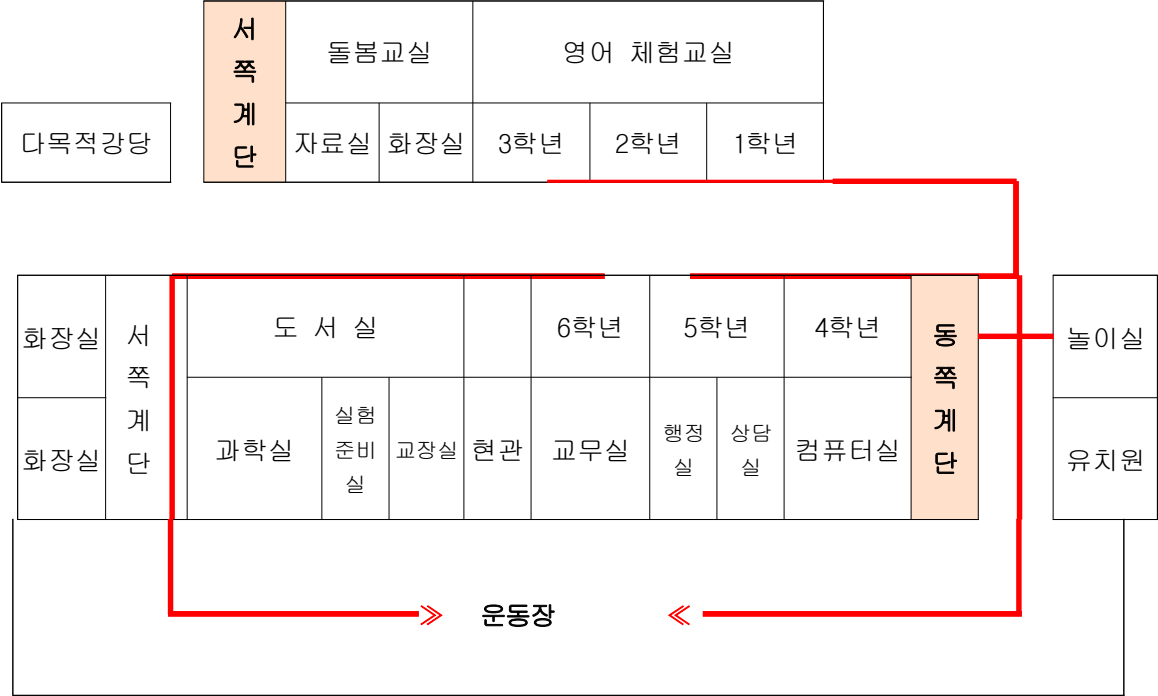 서쪽계단
돌봄교실
영어 체험교실
다목적강당
자료실
화장실
3학년
2학년
1학년
화장실
서쪽계단
도 서 실
6학년
5학년
4학년
동쪽계단
놀이실
화장실
과학실
실험
준비
실
교장실
현관
교무실
행정
실
상담
실
컴퓨터실
유치원
≫ 운동장 ≪